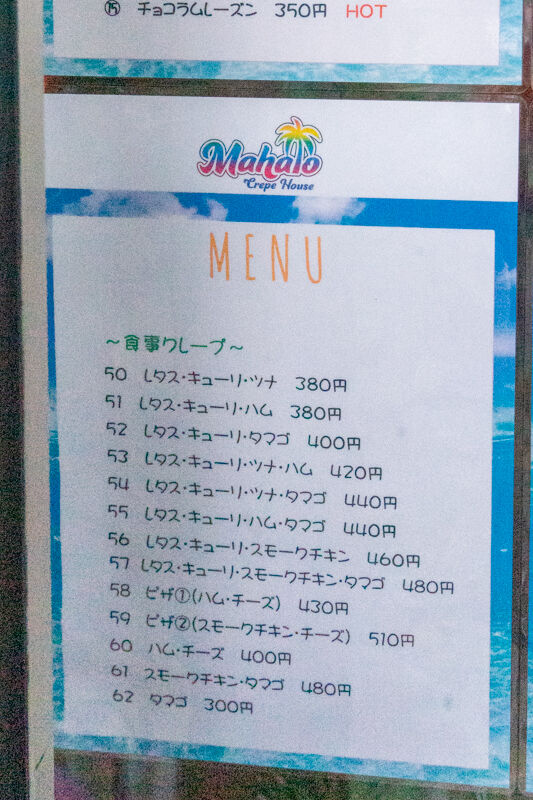 ⑮ チョコラムレーズン 350円 HOT
Mahalo
Crepe House
MENU
～食事クレープ～
50 レタス・キューリ・ツナ 380円
51 レタス・キューリ・ハム 380円
52 レタス・キューリ・タマゴ 400円
53 レタス・キューリ・ツナ・ハム 420円
54 レタス・キューリ・ツナ・タマゴ 440円
55 レタス・キューリ・ハム・タマゴ 440円
56 レタス・キューリ・スモークチキン 460円
57 レタス・キューリ・スモークチキン・タマゴ 480円
58 ピザ①(ハム・チーズ) 430円
59 ピザ②(スモークチキン・チーズ) 510円
60 ハム・チーズ 400円
61 スモークチキン・タマゴ 480円
62 タマゴ 300円